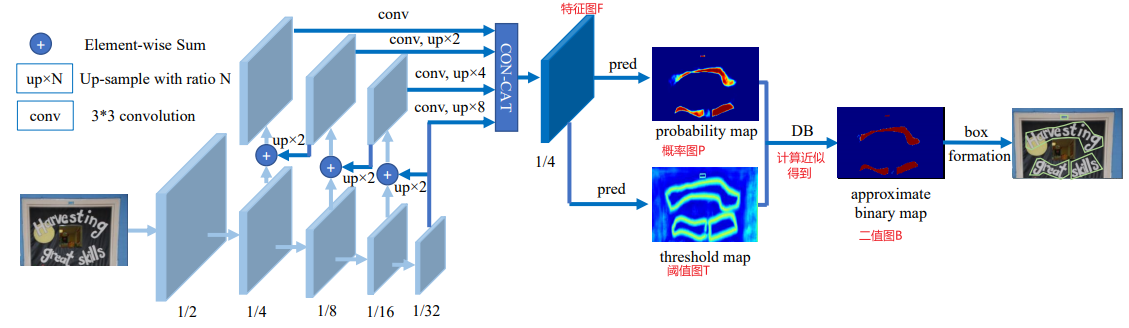 Element-wise Sum
up×N Up-sample with ratio N
conv 3*3 convolution
conv
conv, up×2
conv, up×4
conv, up×8
CON-CAT
特征图F
up×2
up×2
up×2
1/2
1/4
1/8
1/16
1/32
1/4
pred
pred
probability map
概率图P
threshold map
阈值图T
DB
计算近似
得到
approximate
binary map
二值图B
box
formation
Harvesting
great skills
Harvesting
great skills